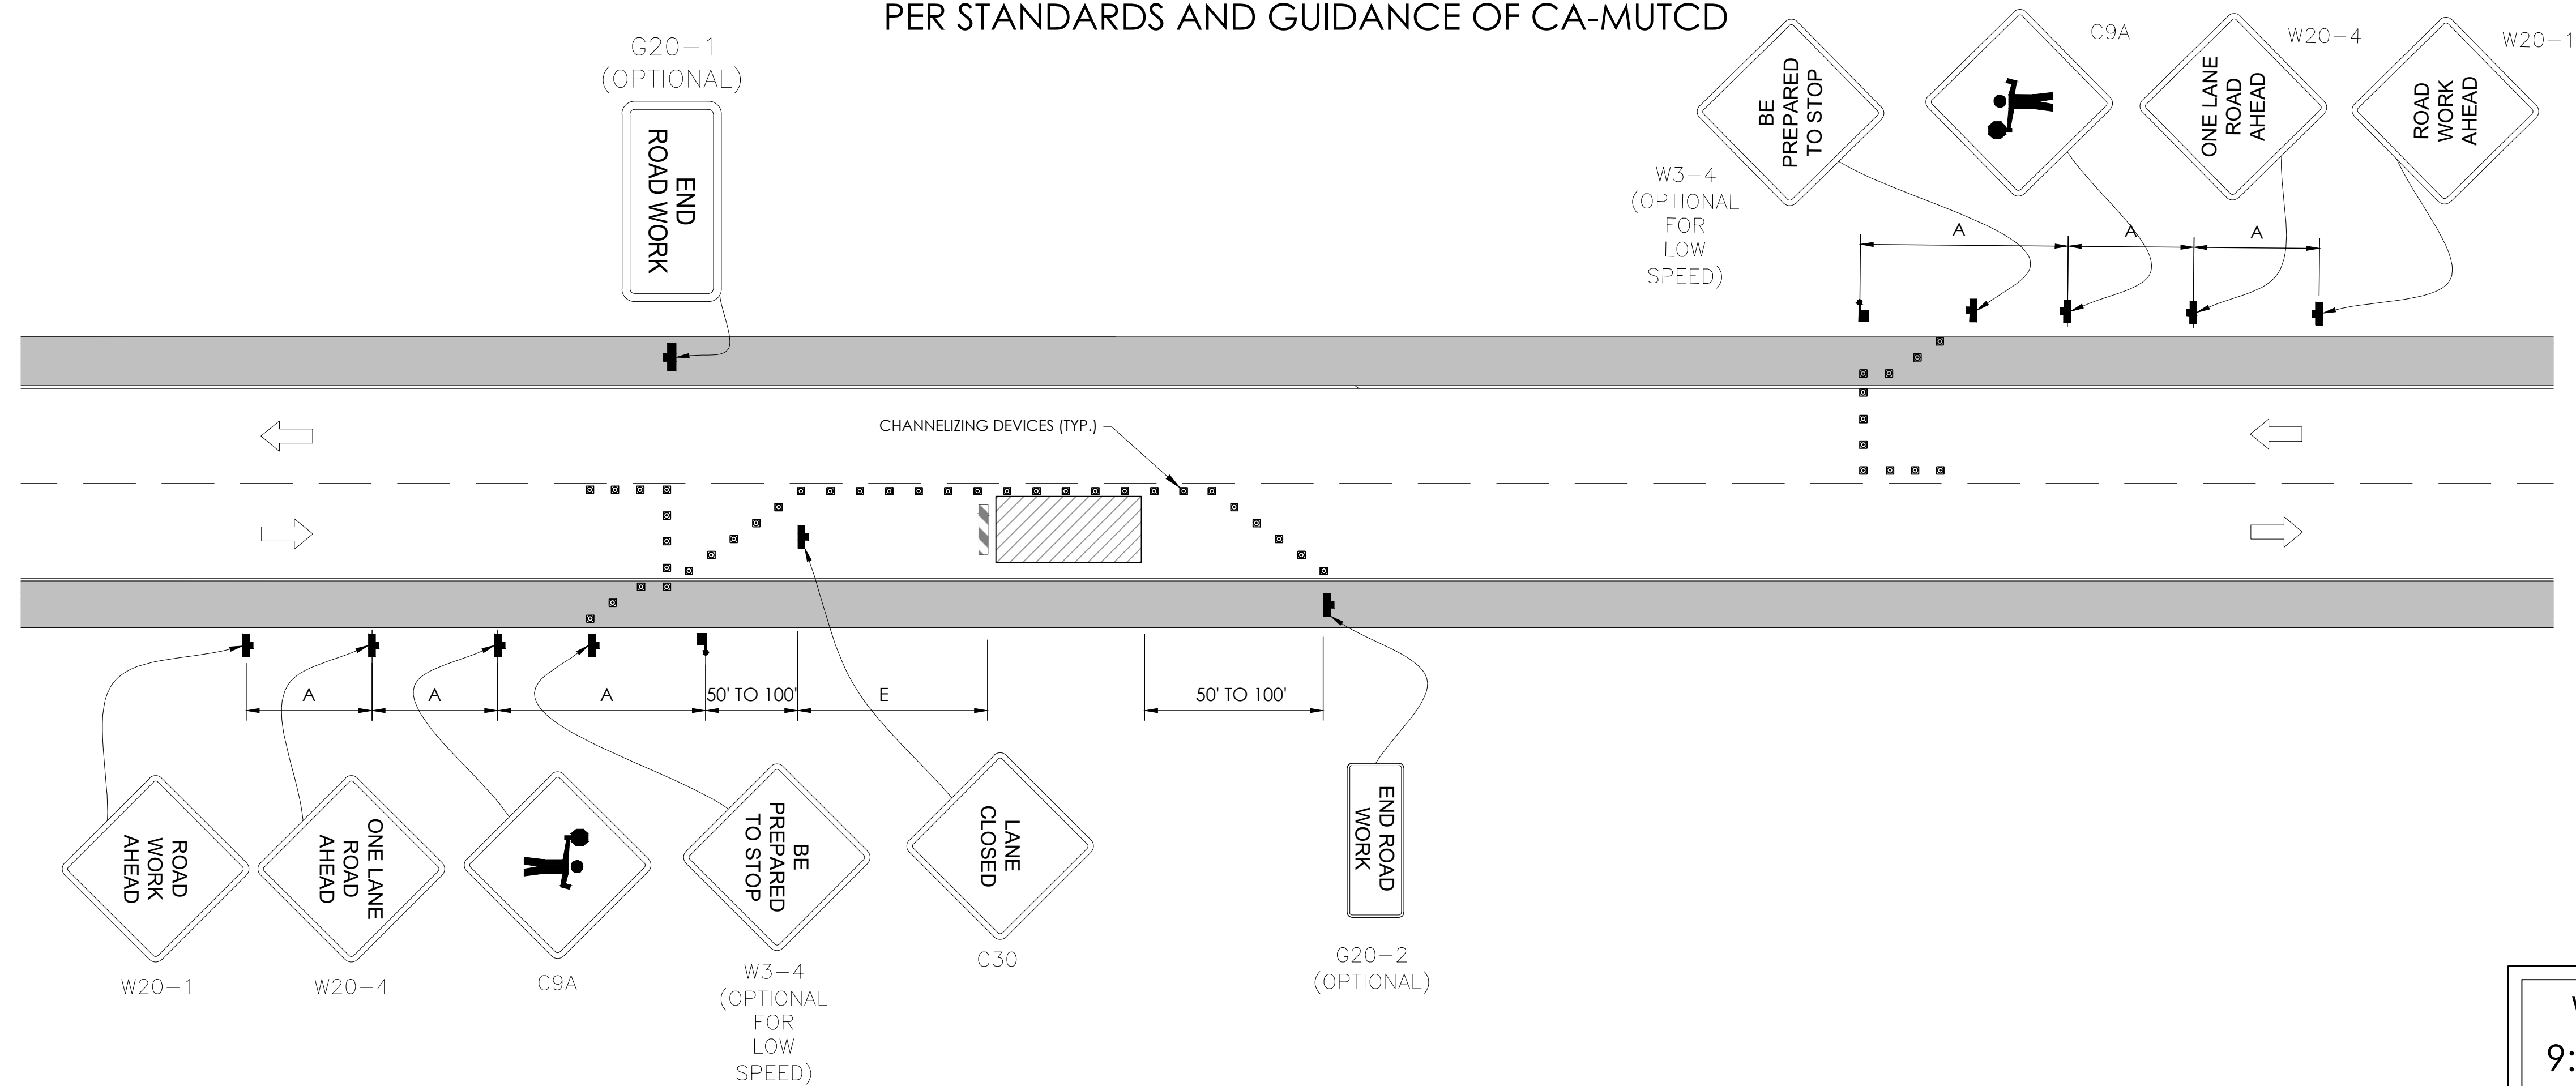 PER STANDARDS AND GUIDANCE OF CA-MUTCD
G20-1
(OPTIONAL)
END
ROAD WORK
BE
PREPARED
TO STOP
W3-4
(OPTIONAL
FOR
LOW
SPEED)
C9A
ONE LANE
ROAD
AHEAD
W20-4
ROAD
WORK
AHEAD
W20-1
A
A
A
CHANNELIZING DEVICES (TYP.)
A
A
A
50' TO 100'
E
50' TO 100'
ROAD
WORK
AHEAD
W20-1
ONE LANE
ROAD
AHEAD
W20-4
C9A
BE
PREPARED
TO STOP
W3-4
(OPTIONAL
FOR
LOW
SPEED)
LANE
CLOSED
C30
END ROAD
WORK
G20-2
(OPTIONAL)
9: